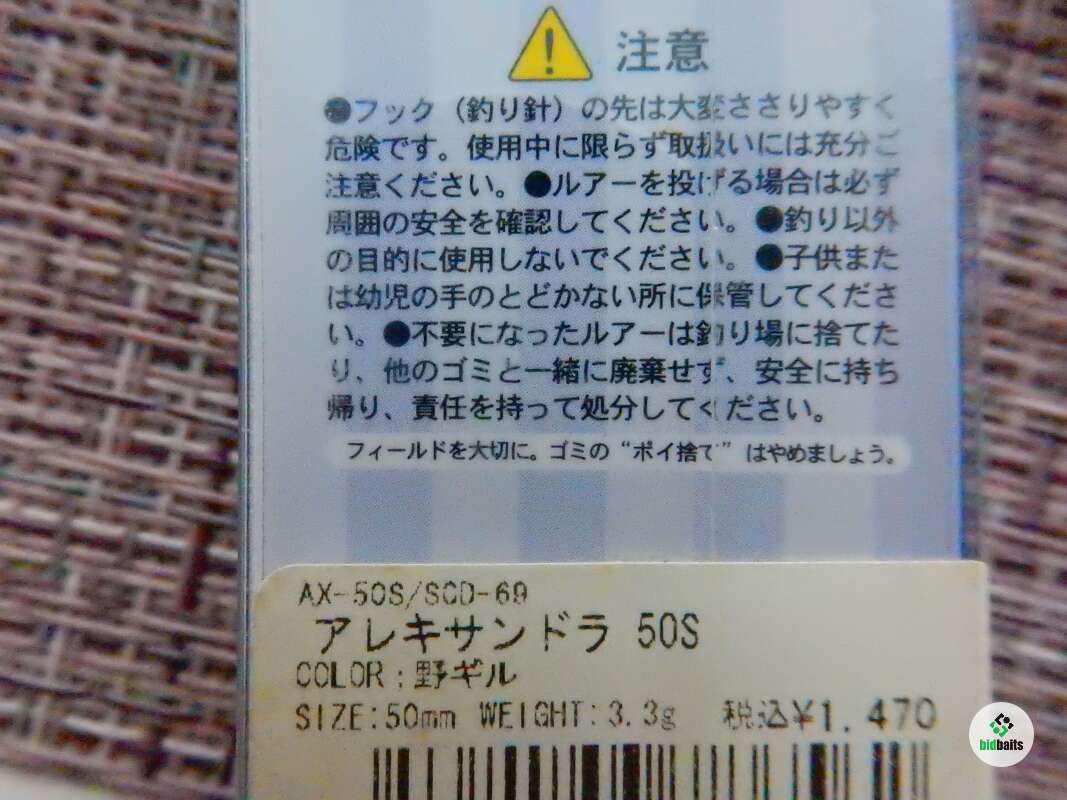 注意
●フック（釣り針）の先は大変ささりやすく
危険です。使用中に限らず取扱いには充分ご
注意ください。●ルアーを投げる場合は必ず
周囲の安全を確認してください。●釣り以外
の目的に使用しないでください。●子供また
は幼児の手のとどかない所に保管してくださ
い。●不要になったルアーは釣り場に捨てた
り、他のゴミと一緒に廃棄せず、安全に持ち
帰り、責任を持って処分してください。
フィールドを大切に。ゴミの“ポイ捨て”はやめましょう。
AX-50S/SCD-69
アレキサンドラ 50S
COLOR:野ギル
SIZE:50mm WEIGHT:3.3g 税込¥1,470
bidbaits